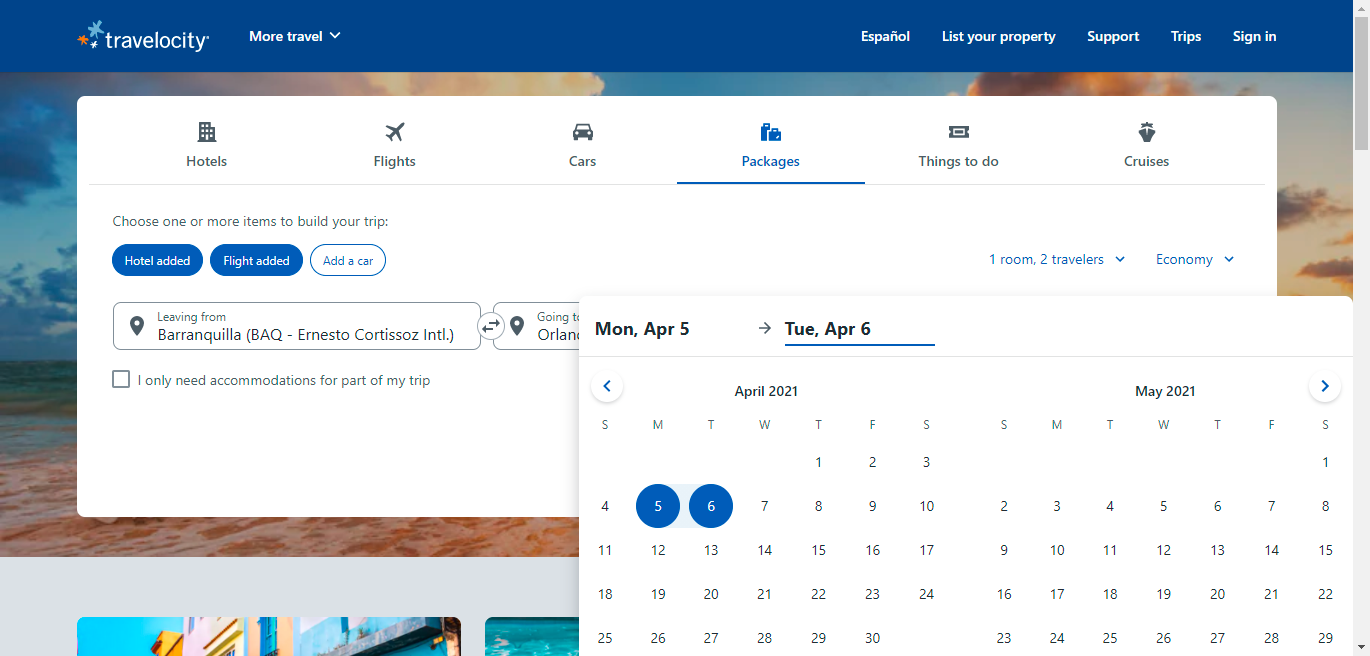 travelocity
More travel
Español
List your property
Support
Trips
Sign in
Hotels
Flights
Cars
Packages
Things to do
Cruises
Choose one or more items to build your trip:
Hotel added
Flight added
Add a car
1 room, 2 travelers
Economy
Leaving from
Barranquilla (BAQ - Ernesto Cortissoz Intl.)
Going to
Orlan
I only need accommodations for part of my trip
Mon, Apr 5
Tue, Apr 6
April 2021
S M T W T F S
1 2 3
4 5 6 7 8 9 10
11 12 13 14 15 16 17
18 19 20 21 22 23 24
25 26 27 28 29 30
May 2021
S M T W T F S
1
2 3 4 5 6 7 8
9 10 11 12 13 14 15
16 17 18 19 20 21 22
23 24 25 26 27 28 29